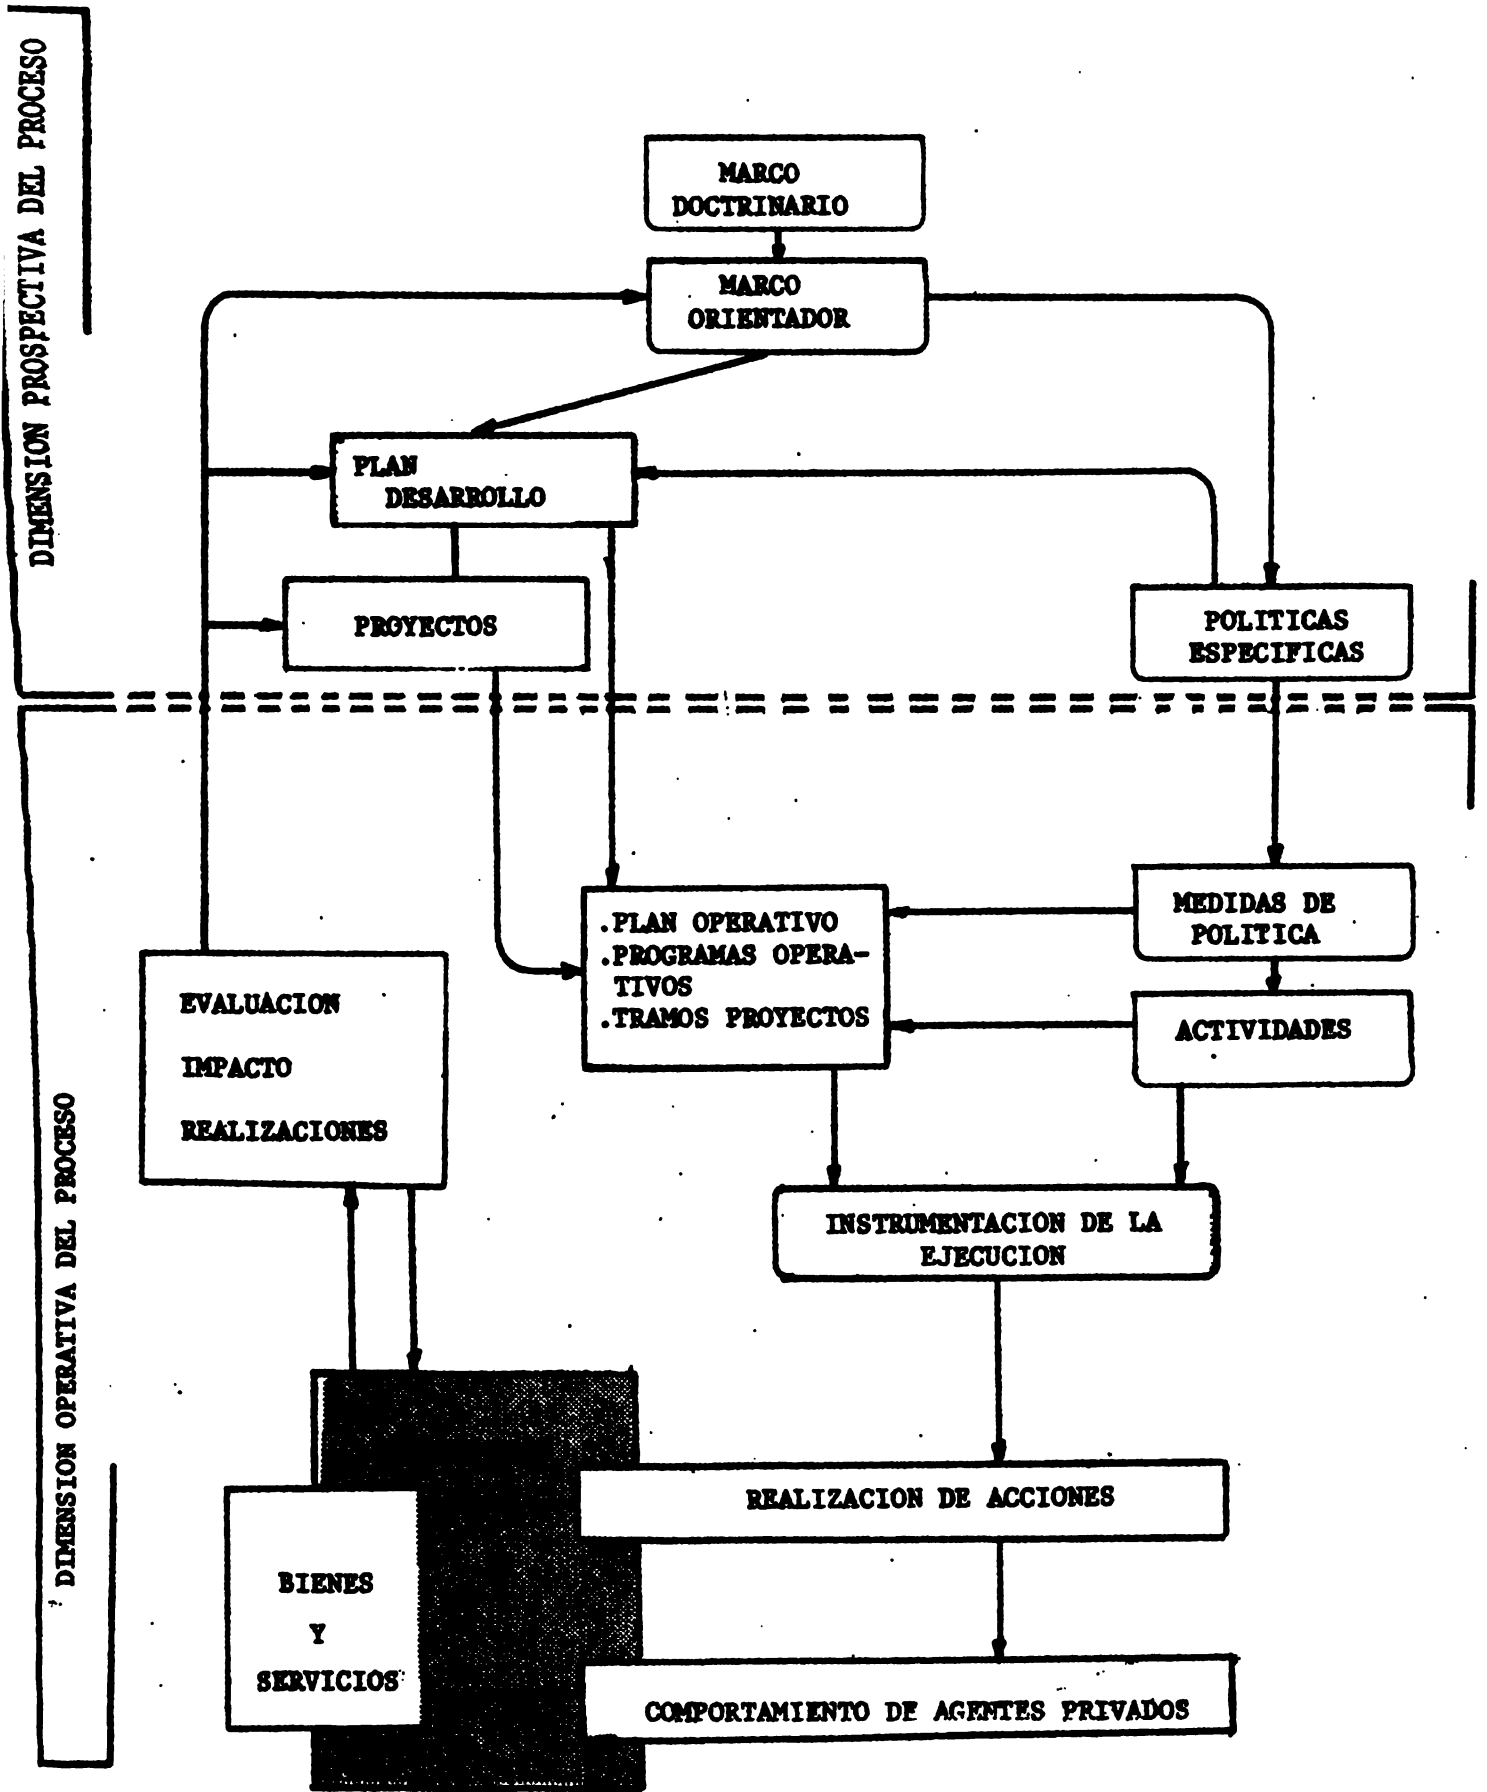 DIMENSION PROSPECTIVA DEL PROCESO
MARCO
DOCTRINARIO
MARCO
ORIENTADOR
PLAN
DESARROLLO
PROYECTOS
POLITICAS
ESPECIFICAS
DIMENSION OPERATIVA DEL PROCESO
.PLAN OPERATIVO
.PROGRAMAS OPERA-
TIVOS
.TRAMOS PROYECTOS
MEDIDAS DE
POLITICA
ACTIVIDADES
EVALUACION
IMPACTO
REALIZACIONES
INSTRUMENTACION DE LA
EJECUCION
REALIZACION DE ACCIONES
BIENES
Y
SERVICIOS
COMPORTAMIENTO DE AGENTES PRIVADOS